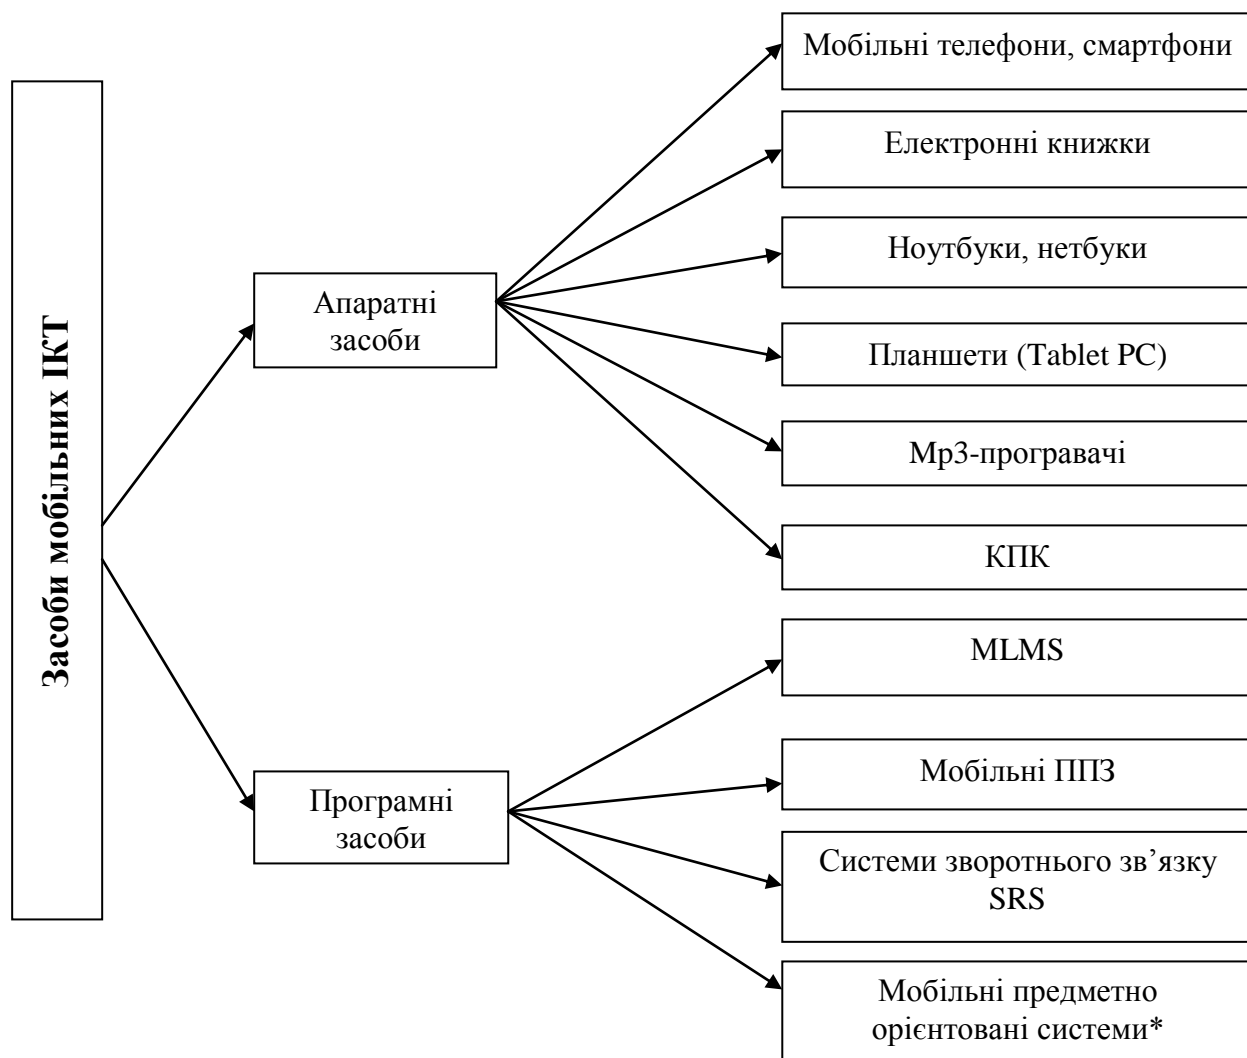 Засоби мобільних ІКТ
Апаратні
засоби
Мобільні телефони, смартфони
Електронні книжки
Ноутбуки, нетбуки
Планшети (Tablet PC)
Мр3-програвачі
КПК
Програмні
засоби
MLMS
Мобільні ППЗ
Системи зворотнього зв’язку
SRS
Мобільні предметно
орієнтовані системи*